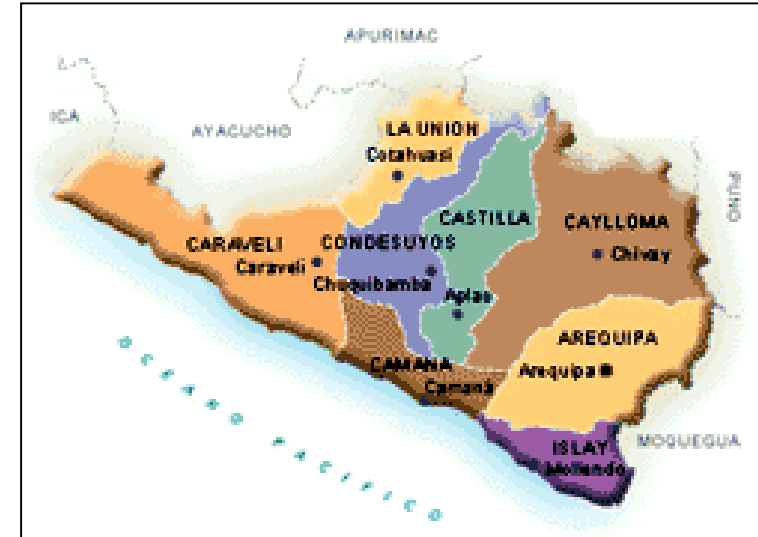 APURIMAC
ICA
AYACUCHO
LA UNION
Cotahuasi
PUNO
CASTILLA
CAYLLOMA
CARAVELI
CONDESUYOS
Caraveli
Chivay
Chuquibamba
Aplao
AREQUIPA
CAMANA
Arequipa
Camaná
OCEANO PACIFICO
ISLAY
MOQUEGUA
Mollendo